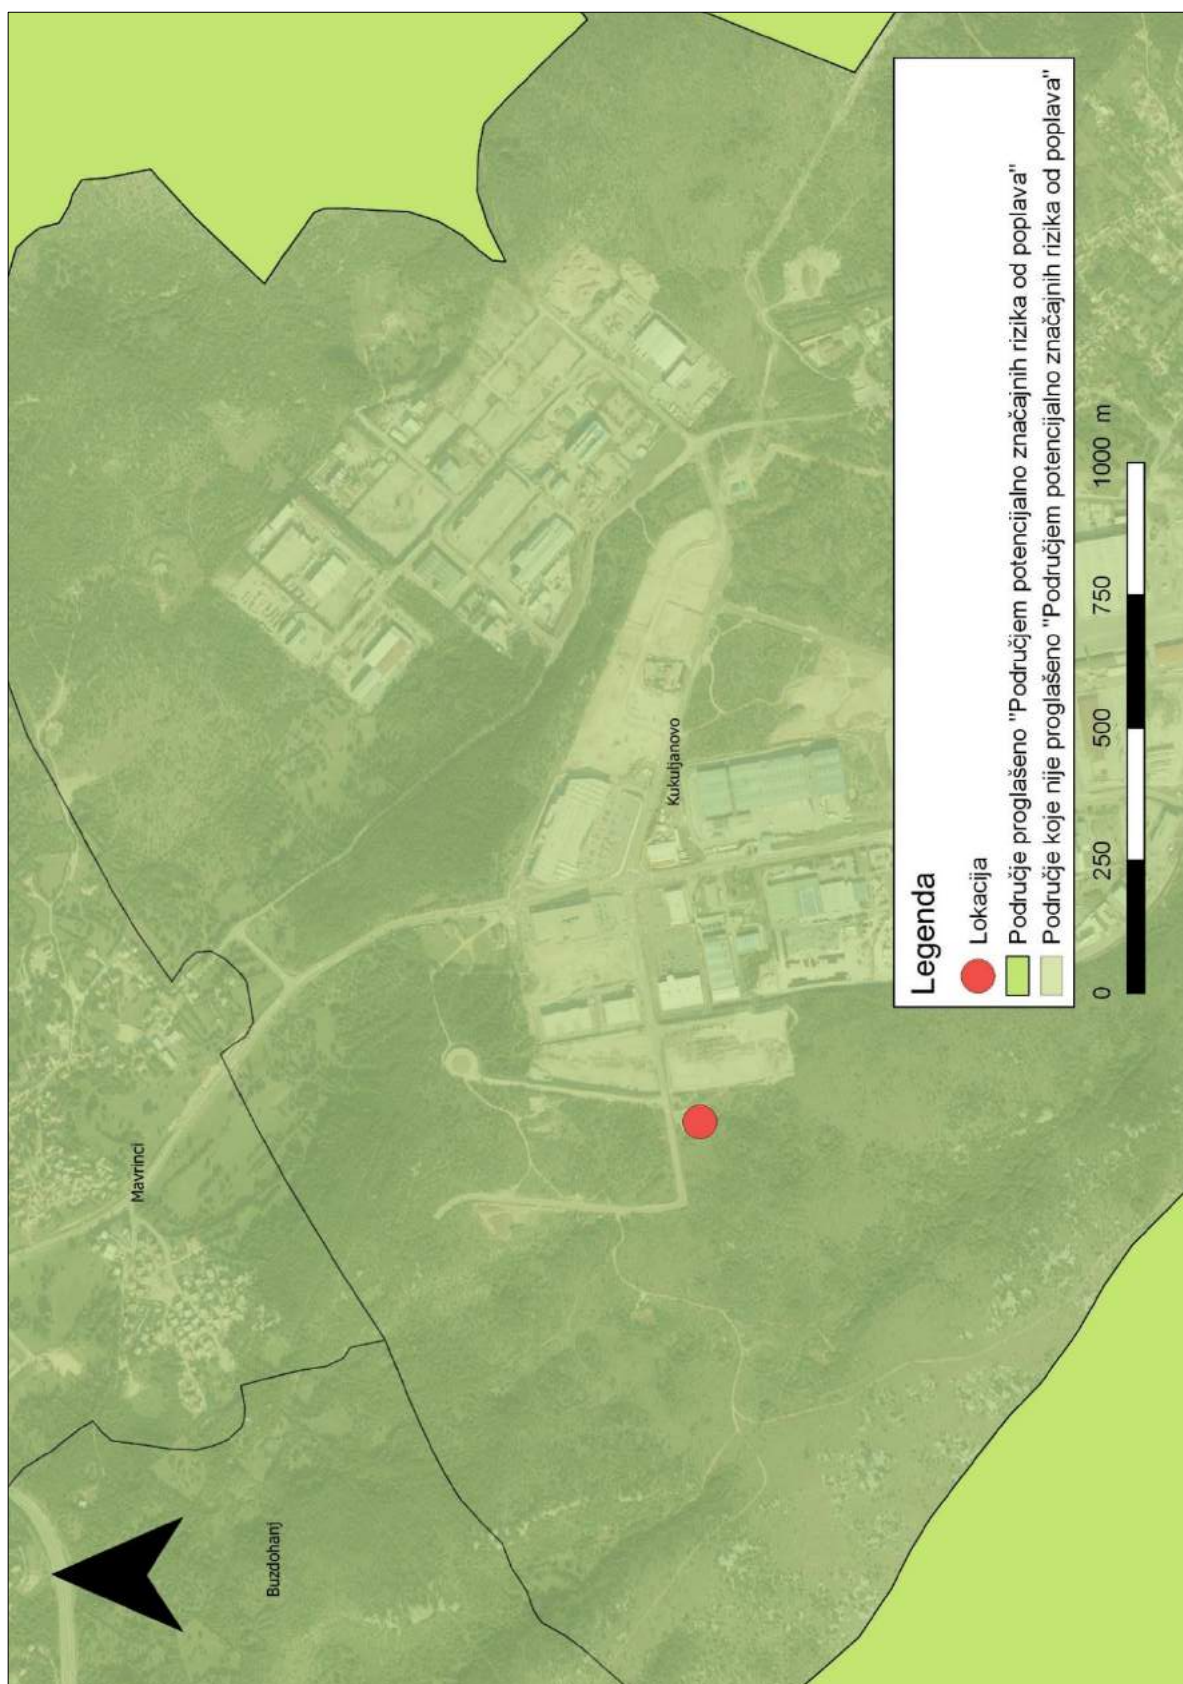 Buzdohanj
Mavrinci
Kukuljanovo
Legenda
Lokacija
Područje proglašeno "Područjem potencijalno značajnih rizika od poplava"
Područje koje nije proglašeno "Područjem potencijalno značajnih rizika od poplava"
0 250 500 750 1000 m